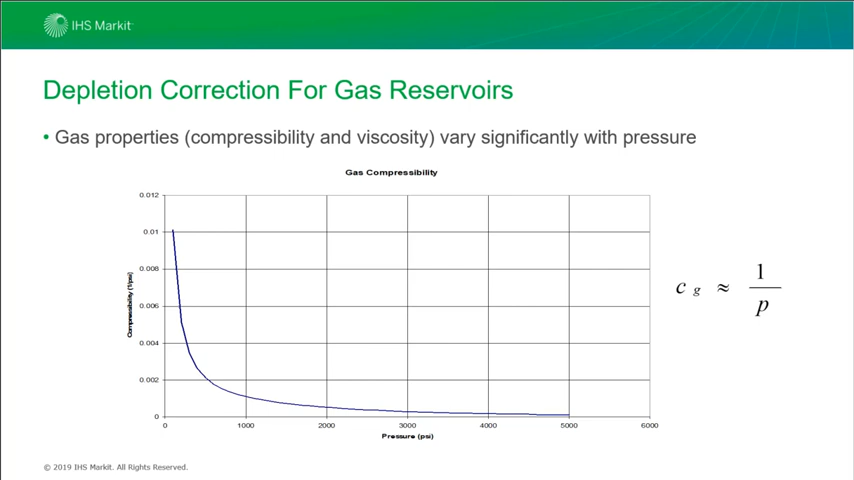 IHS Markit
Depletion Correction For Gas Reservoirs
• Gas properties (compressibility and viscosity) vary significantly with pressure
Gas Compressibility
0.012
0.01
0.008
0.006
0.004
0.002
0
Compressibility (1/psi)
0 1000 2000 3000 4000 5000 6000
Pressure (psi)
c g ≈ 1 / p
© 2019 IHS Markit. All Rights Reserved.